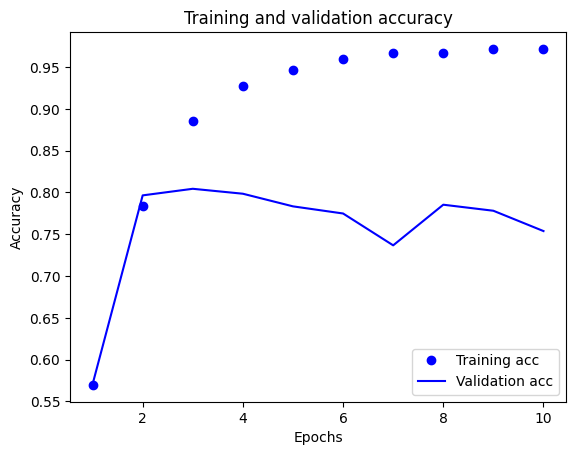 Training and validation accuracy
Accuracy
0.95
0.90
0.85
0.80
0.75
0.70
0.65
0.60
0.55
Training acc
Validation acc
2
4
6
8
10
Epochs